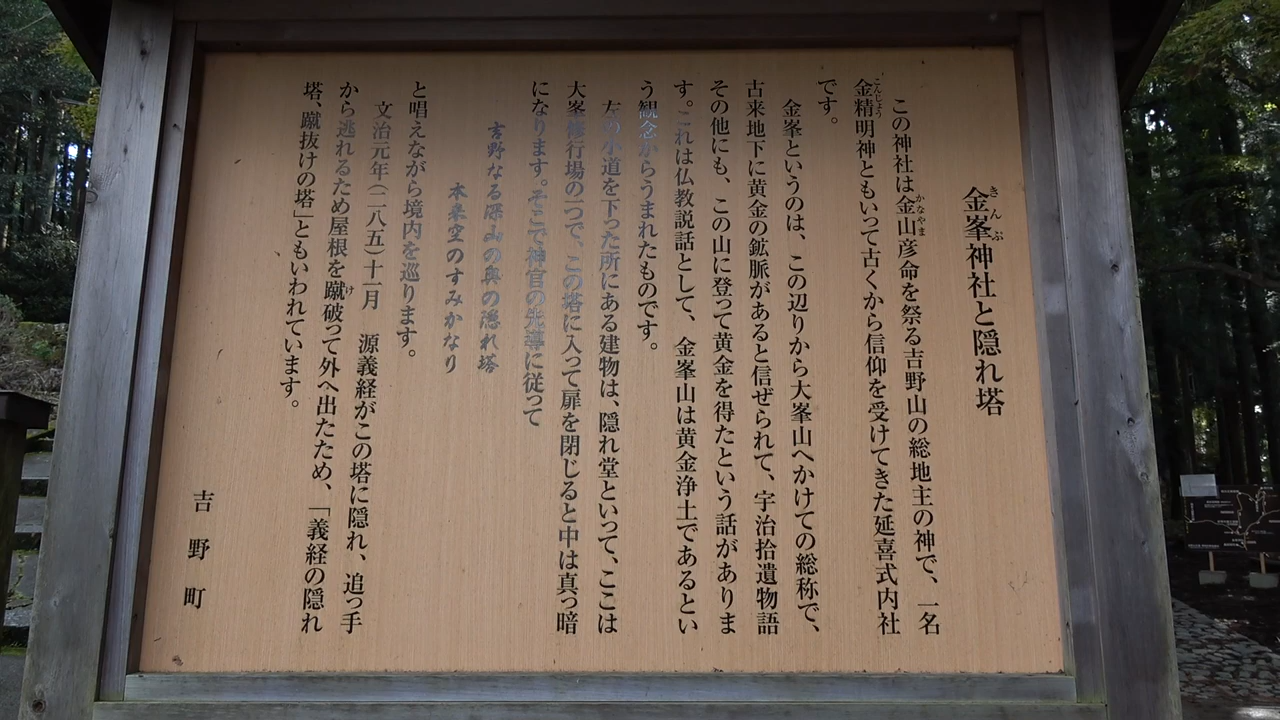 金峯神社と隠れ塔
この神社は金山彦命を祭る吉野山の総地主の神で、一名
金精明神ともいって古くから信仰を受けてきた延喜式内社
です。
金峯というのは、この辺りから大峯山へかけての総称で、
古来地下に黄金の鉱脈があると信ぜられて、宇治拾遺物語
その他にも、この山に登って黄金を得たという話がありま
す。これは仏教説話として、金峯山は黄金浄土であるとい
う観念からうまれたものです。
左の小道を下った所にある建物は、隠れ堂といって、ここは
大峯修行場の一つで、この塔に入って扉を閉じると中は真っ暗
になります。そこで神官の先導に従って
吉野なる深山の奥の隠れ塔
本来空のすみかなり
と唱えながら境内を巡ります。
文治元年(一一八五)十一月 源義経がこの塔に隠れ、追っ手
から逃れるため屋根を蹴破って外へ出たため、「義経の隠れ
塔、蹴抜けの塔」ともいわれています。
吉野町